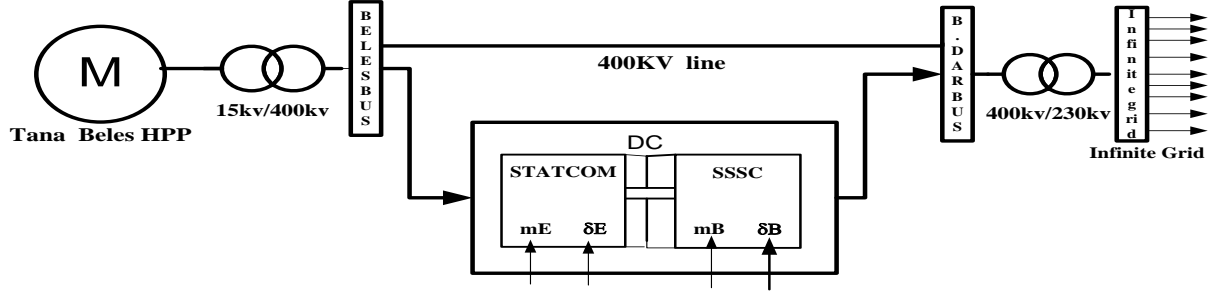 M
Tana Beles HPP
15kv/400kv
BELESBUS
400KV line
DC
STATCOM
SSSC
mE
δE
mB
δB
B.DARBUS
400kv/230kv
Infinite grid
Infinite Grid